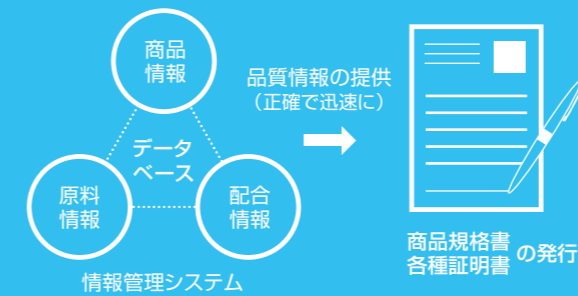 商品
情報
データ
ベース
原料
情報
配合
情報
情報管理システム
品質情報の提供
（正確で迅速に）
商品規格書
各種証明書
の発行